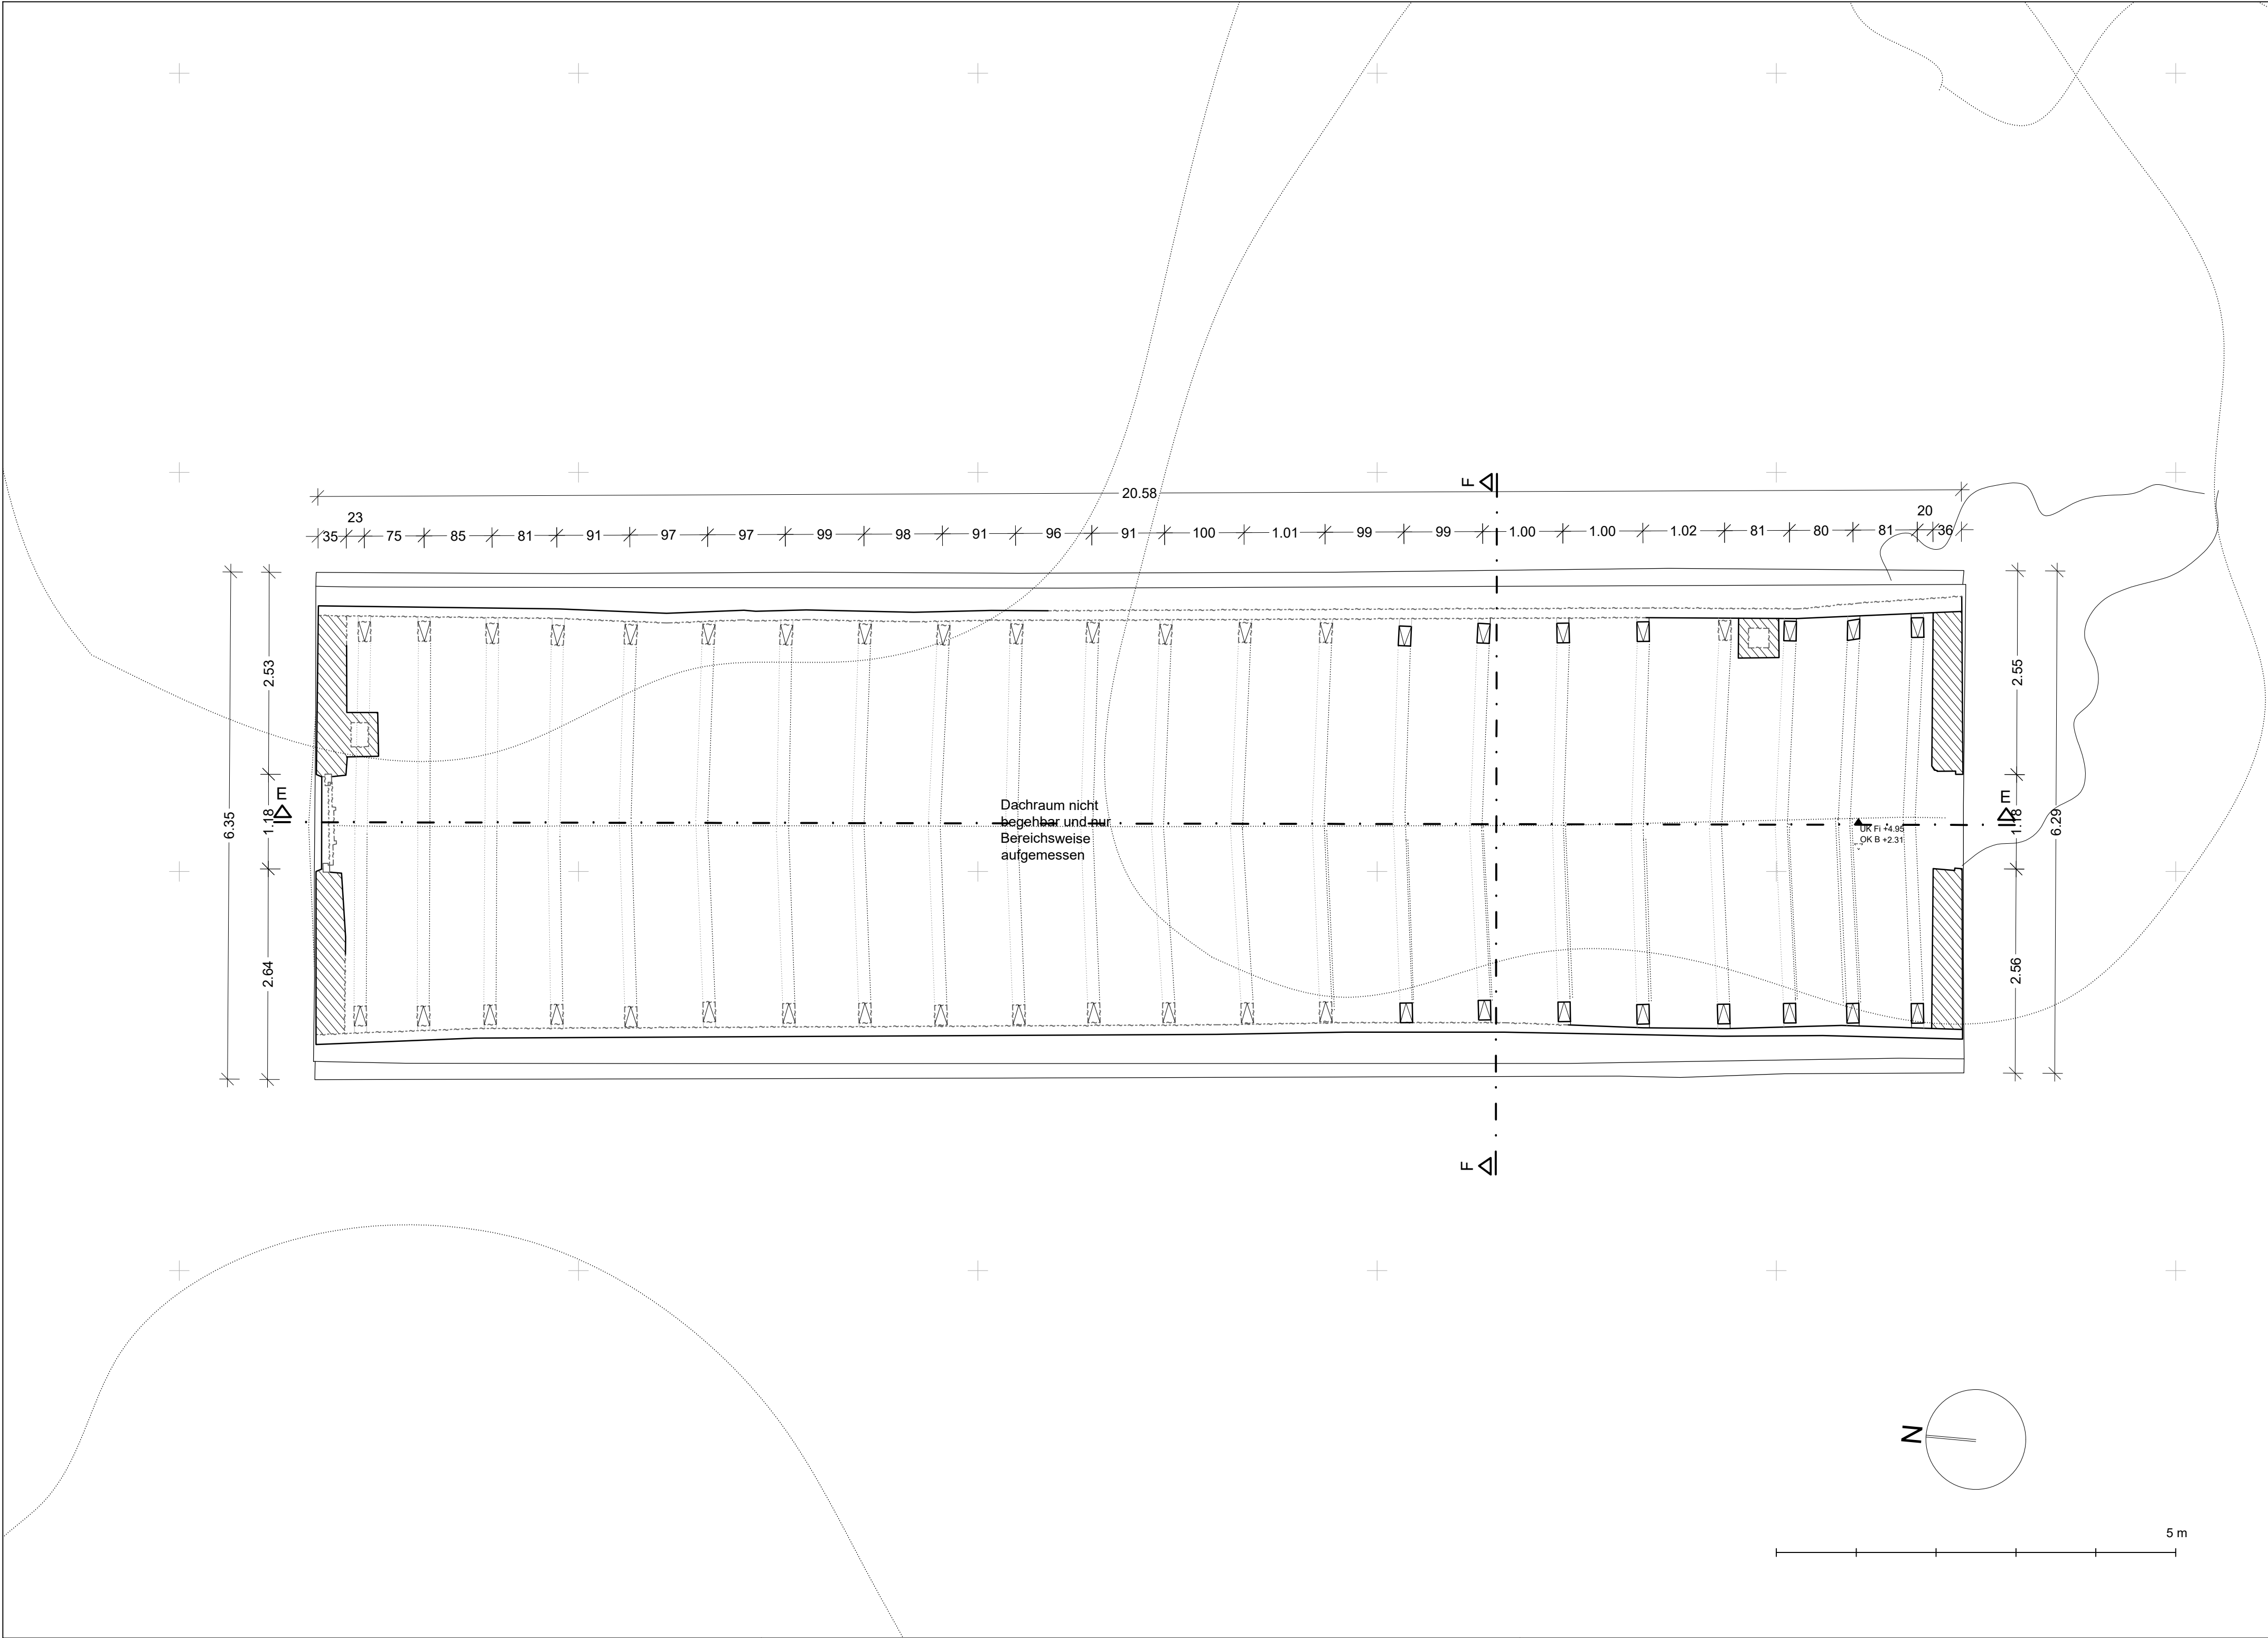 F
20.58
23
20
35
75
85
81
91
97
97
99
98
91
96
91
100
1.01
99
99
1.00
1.00
1.02
81
80
81
36
2.53
2.55
E
E
Dachraum nicht
begehbar und nur
Bereichsweise
aufgemessen
6.35
1.18
1.18
6.29
UK Fi +4.95
OK B +2.31
2.64
2.56
F
N
5 m